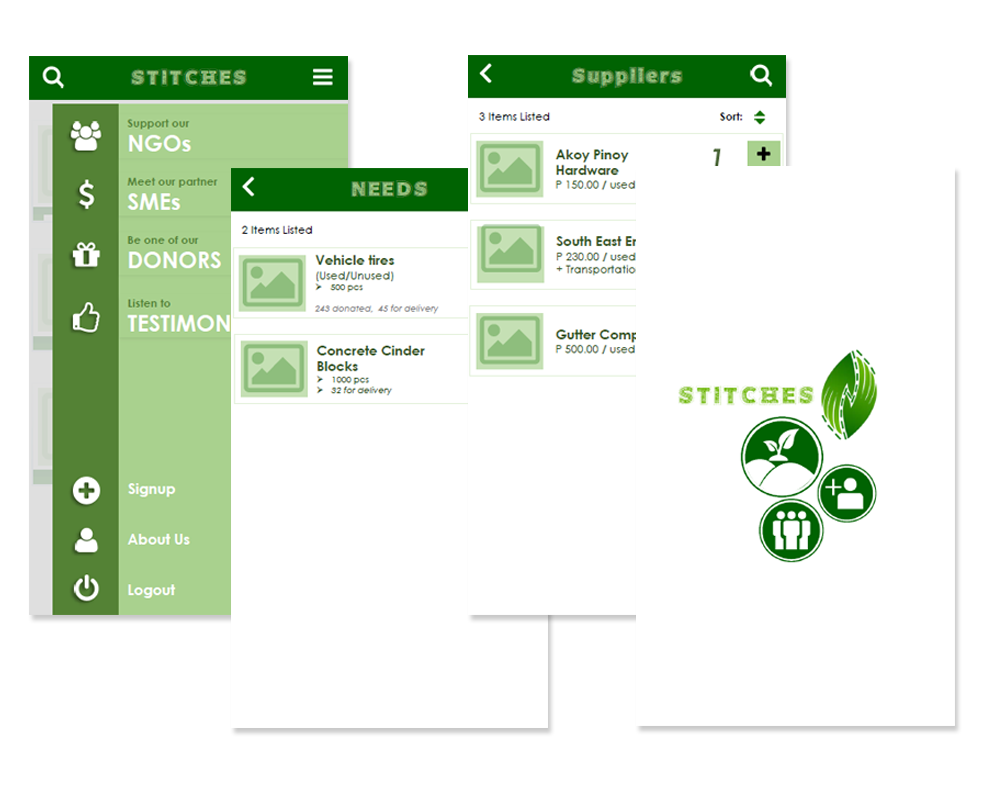 STITCHES
Support our
NGOs
Meet our partner
SMEs
Be one of our
DONORS
Listen to
TESTIMON
Signup
About Us
Logout
NEEDS
2 Items Listed
Vehicle tires
(Used/Unused)
➤ 500 pcs
243 donated, 45 for delivery
Concrete Cinder
Blocks
➤ 1000 pcs
➤ 32 for delivery
Suppliers
3 Items Listed Sort:
Akoy Pinoy
Hardware
P 150.00 / used
1
South East En
P 230.00 / used
+ Transportatio
Gutter Comp
P 500.00 / used
STITCHES